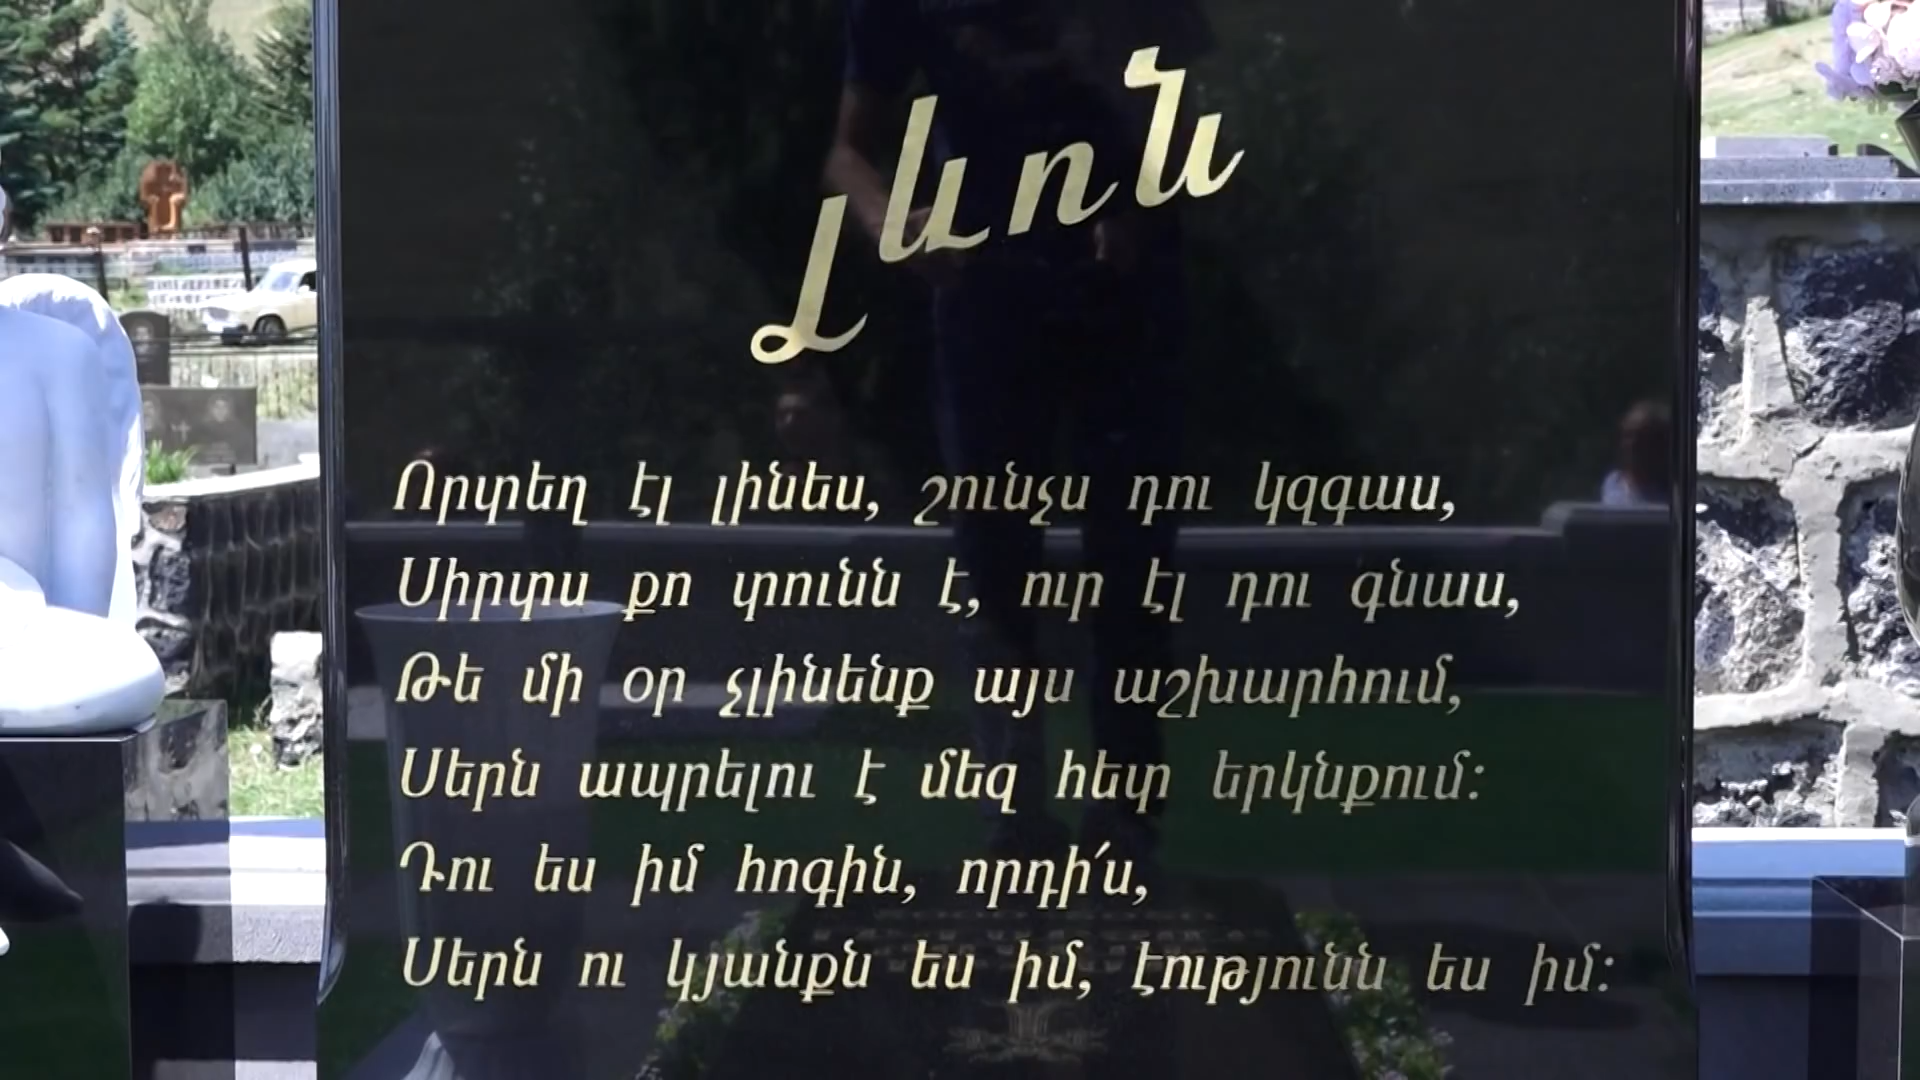 Լևոն
Որտեղ էլ լինես, շունչս դու կզգաս,
Սիրտս քո տունն է, ուր էլ դու գնաս,
Թե մի օր չլինենք այս աշխարհում,
Սերն ապրելու է մեզ հետ երկնքում։
Դու ես իմ հոգին, որդի՛ս,
Սերն ու կյանքն ես իմ, էությունն ես իմ։